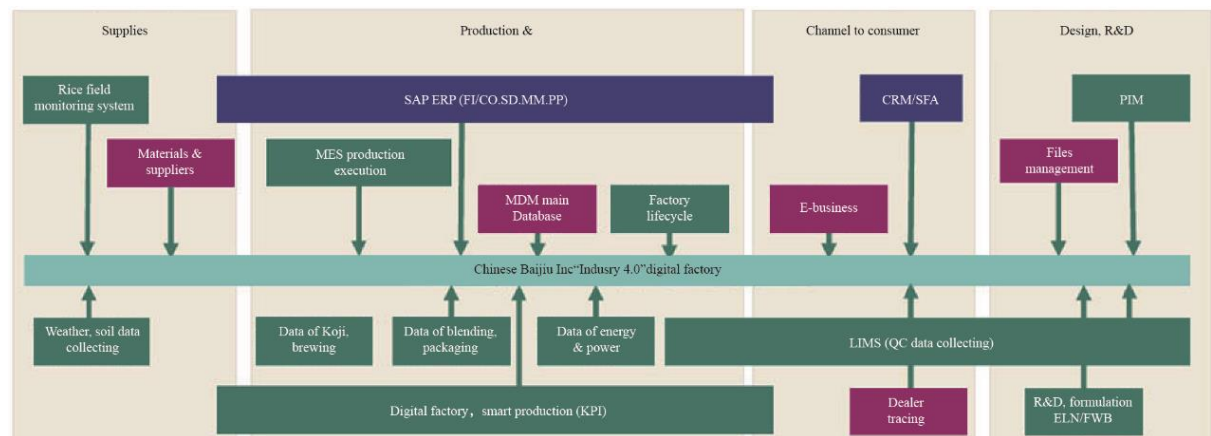 Supplies
Production &
Channel to consumer
Design, R&D
Rice field
monitoring system
SAP ERP (FI/CO.SD.MM.PP)
CRM/SFA
PIM
Materials &
suppliers
MES production
execution
MDM main
Database
Factory
lifecycle
E-business
Files
management
Chinese Baijiu Inc“Indusry 4.0”digital factory
Weather, soil data
collecting
Data of Koji,
brewing
Data of blending,
packaging
Data of energy
& power
LIMS (QC data collecting)
Digital factory, smart production (KPI)
Dealer
tracing
R&D, formulation
ELN/FWB